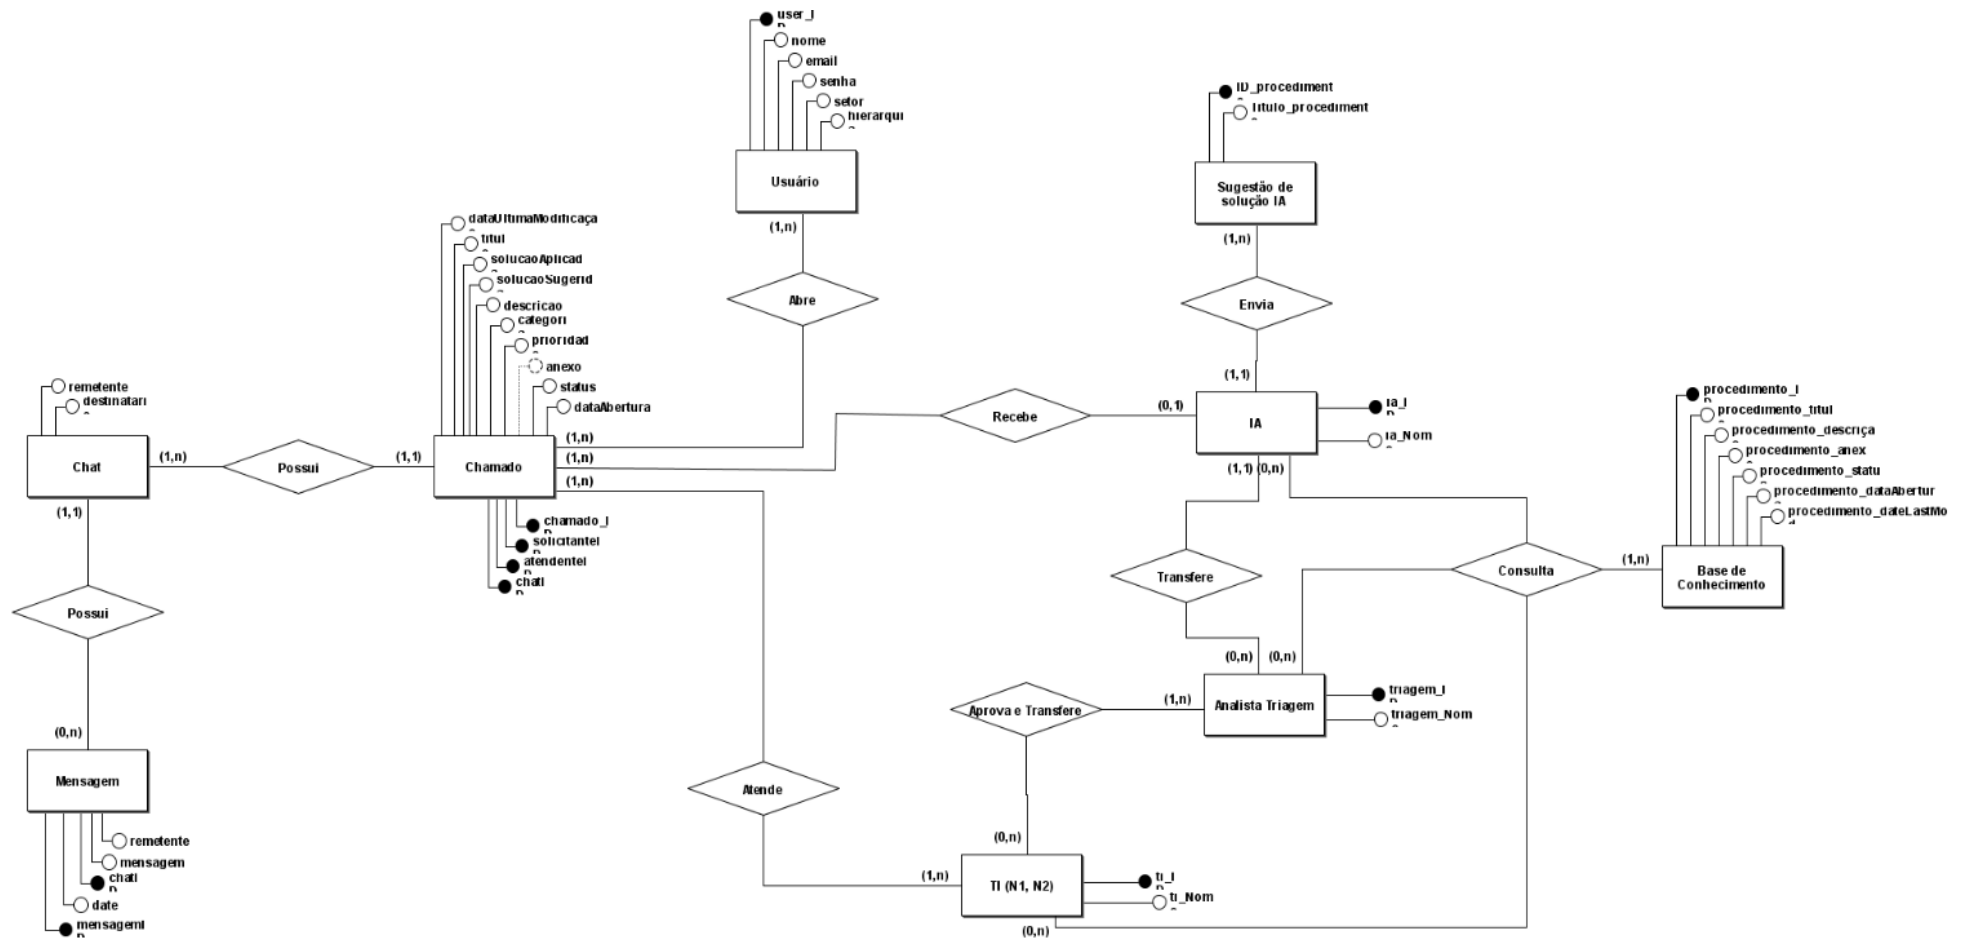 user_I
nome
email
senha
setor
hierarqui
Usuário
(1,n)
Abre
ID_procediment
Titulo_procediment
Sugestão de
solução IA
(1,n)
Envia
(1,1)
dataUltimaModificaça
titul
solucaoAplicad
solucaoSugerid
descricao
categori
prioridad
anexo
status
dataAbertura
remetente
destinatari
Chat
(1,n)
Possui
(1,1)
Chamado
(1,n)
(1,n)
(1,n)
Recebe
(0,1)
IA
ia_I
ia_Nom
(1,1)
(0,n)
procedimento_I
procedimento_titul
procedimento_descriça
procedimento_anex
procedimento_statu
procedimento_dataAbertur
procedimento_dateLastMo
Base de
Conhecimento
(1,n)
Consulta
Transfere
(1,1)
Possui
(0,n)
Mensagem
remetente
mensagem
chatI
date
mensagemI
chamado_I
solicitanteI
atendenteI
chatI
(0,n)
(0,n)
Analista Triagem
triagem_I
triagem_Nom
(1,n)
Aprova e Transfere
(0,n)
Atende
(1,n)
TI (N1, N2)
ti_I
ti_Nom
(0,n)